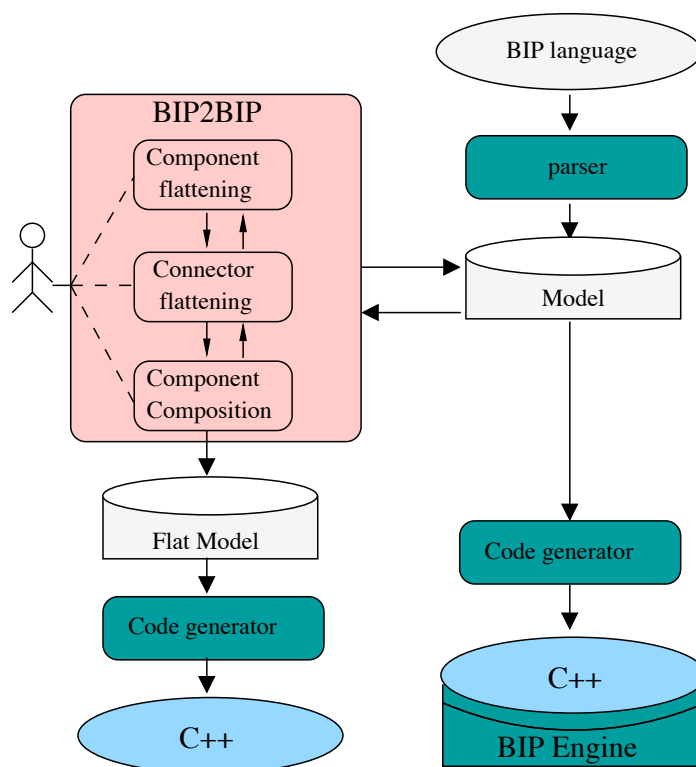 BIP language
BIP2BIP
Component
flattening
parser
Connector
flattening
Model
Component
Composition
Flat Model
Code generator
Code generator
C++
C++
BIP Engine